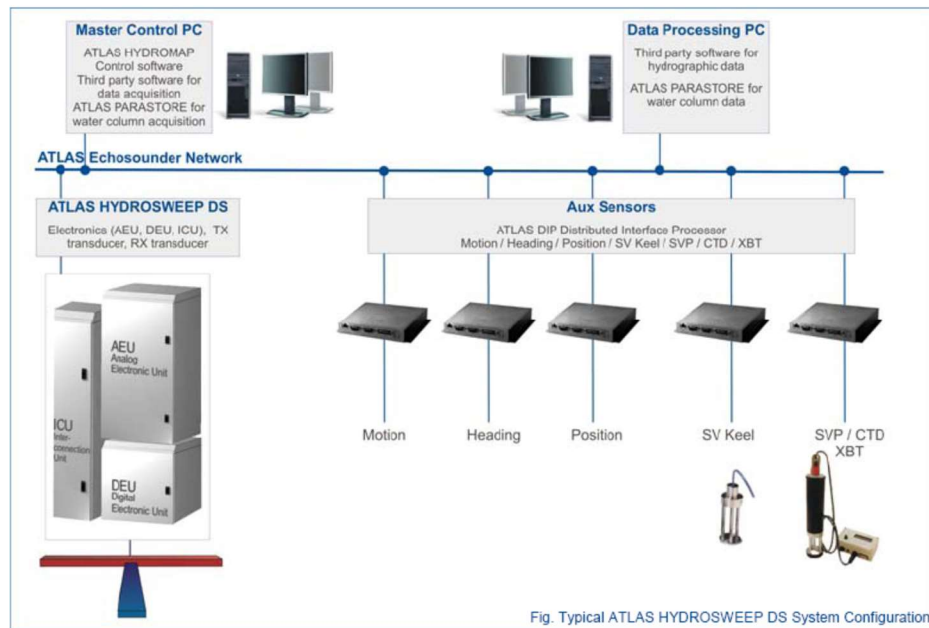 Master Control PC
ATLAS HYDROMAP
Control software
Third party software for
data acquisition
ATLAS PARASTORE for
water column acquisition
Data Processing PC
Third party software for
hydrographic data
ATLAS PARASTORE for
water column data
ATLAS Echosounder Network
ATLAS HYDROSWEEP DS
Electronics (AEU, DEU, ICU), TX
transducer, RX transducer
Aux Sensors
ATLAS DIP Distributed Interface Processor
Motion / Heading / Position / SV Keel / SVP / CTD / XBT
AEU
Analog
Electronic Unit
ICU
Inter-
connection
Unit
DEU
Digital
Electronic Unit
Motion
Heading
Position
SV Keel
SVP / CTD
XBT
Fig. Typical ATLAS HYDROSWEEP DS System Configuration